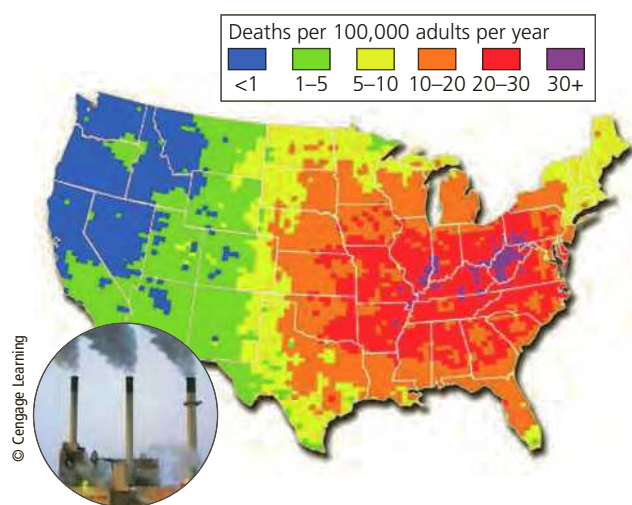 Deaths per 100,000 adults per year
<1 1–5 5–10 10–20 20–30 30+
© Cengage Learning